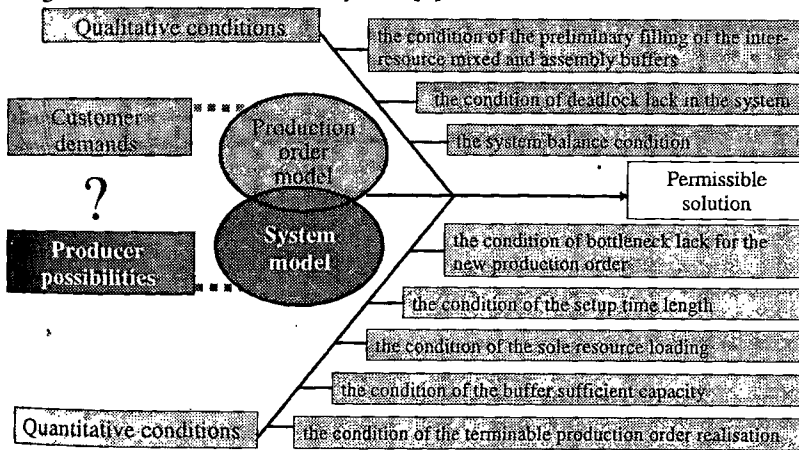 Qualitative conditions
the condition of the preliminary filling of the inter-
resource mixed and assembly buffers
the condition of deadlock lack in the system
the system balance condition
Customer
demands
Production
order
model
?
Permissible
solution
Producer
possibilities
System
model
the condition of bottleneck lack for the
new production order
the condition of the setup time length
the condition of the sole resource loading
the condition of the buffer sufficient capacity
Quantitative conditions
the condition of the terminable production order realisation